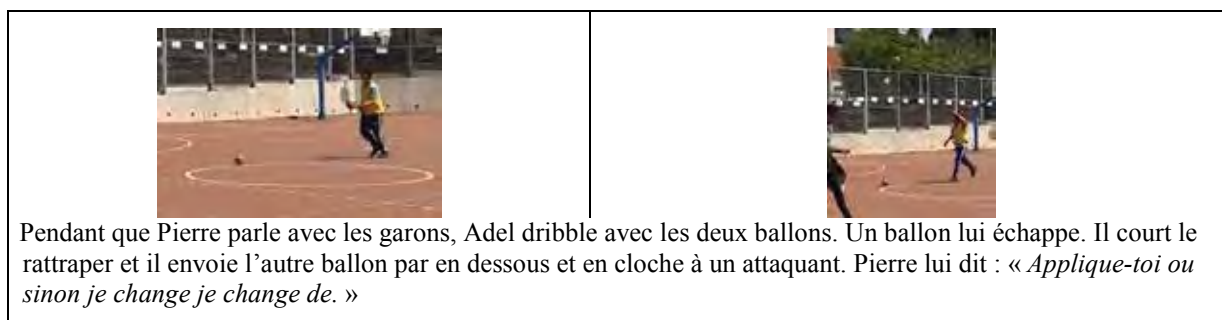 Pendant que Pierre parle avec les garons, Adel dribble avec les deux ballons. Un ballon lui échappe. Il court le
rattraper et il envoie l’autre ballon par en dessous et en cloche à un attaquant. Pierre lui dit : « Applique-toi ou
sinon je change je change de. »